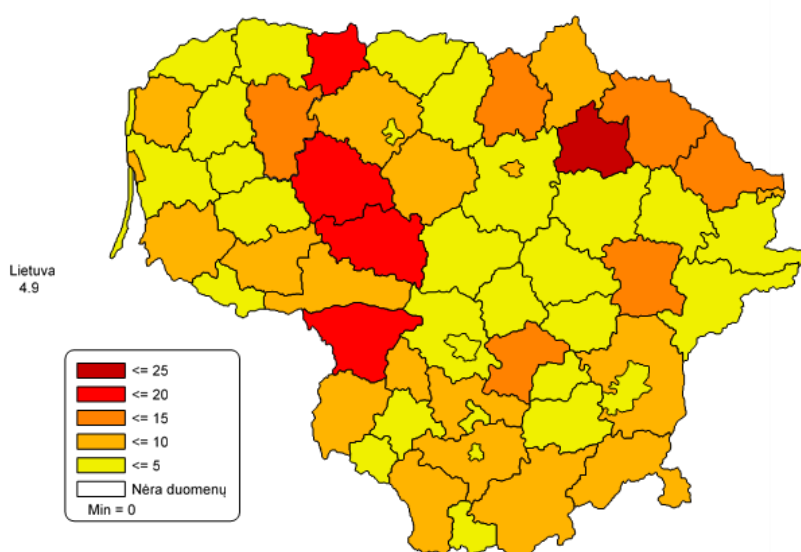 Lietuva
4.9
<= 25
<= 20
<= 15
<= 10
<= 5
Nėra duomenų
Min = 0